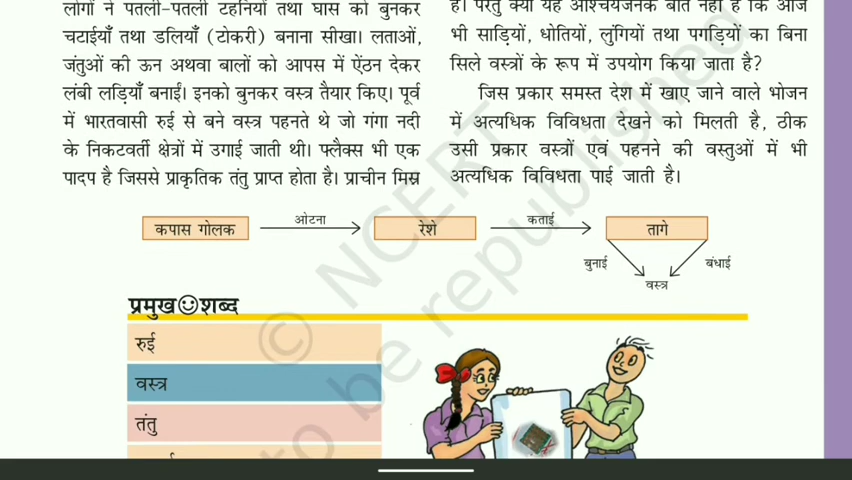 लोगों ने पतली-पतली टहनियों तथा घास को बुनकर
चटाईयाँ तथा डलियाँ (टोकरी) बनाना सीखा। लताओं,
जंतुओं की ऊन अथवा बालों को आपस में ऐंठन देकर
लंबी लड़ियाँ बनाईं। इनको बुनकर वस्त्र तैयार किए। पूर्व
में भारतवासी रुई से बने वस्त्र पहनते थे जो गंगा नदी
के निकटवर्ती क्षेत्रों में उगाई जाती थी। फ्लैक्स भी एक
पादप है जिससे प्राकृतिक तंतु प्राप्त होता है। प्राचीन मिस्र
है। परंतु क्या यह आश्चर्यजनक बात नहीं है कि आज
भी साड़ियों, धोतियों, लुंगियों तथा पगड़ियों का बिना
सिले वस्त्रों के रूप में उपयोग किया जाता है?
जिस प्रकार समस्त देश में खाए जाने वाले भोजन
में अत्यधिक विविधता देखने को मिलती है, ठीक
उसी प्रकार वस्त्रों एवं पहनने की वस्तुओं में भी
अत्यधिक विविधता पाई जाती है।
कपास गोलक ओटना रेशे कताई तागे
बुनाई बंधाई
वस्त्र
प्रमुख शब्द
रुई
वस्त्र
तंतु
© NCERT
to be republished